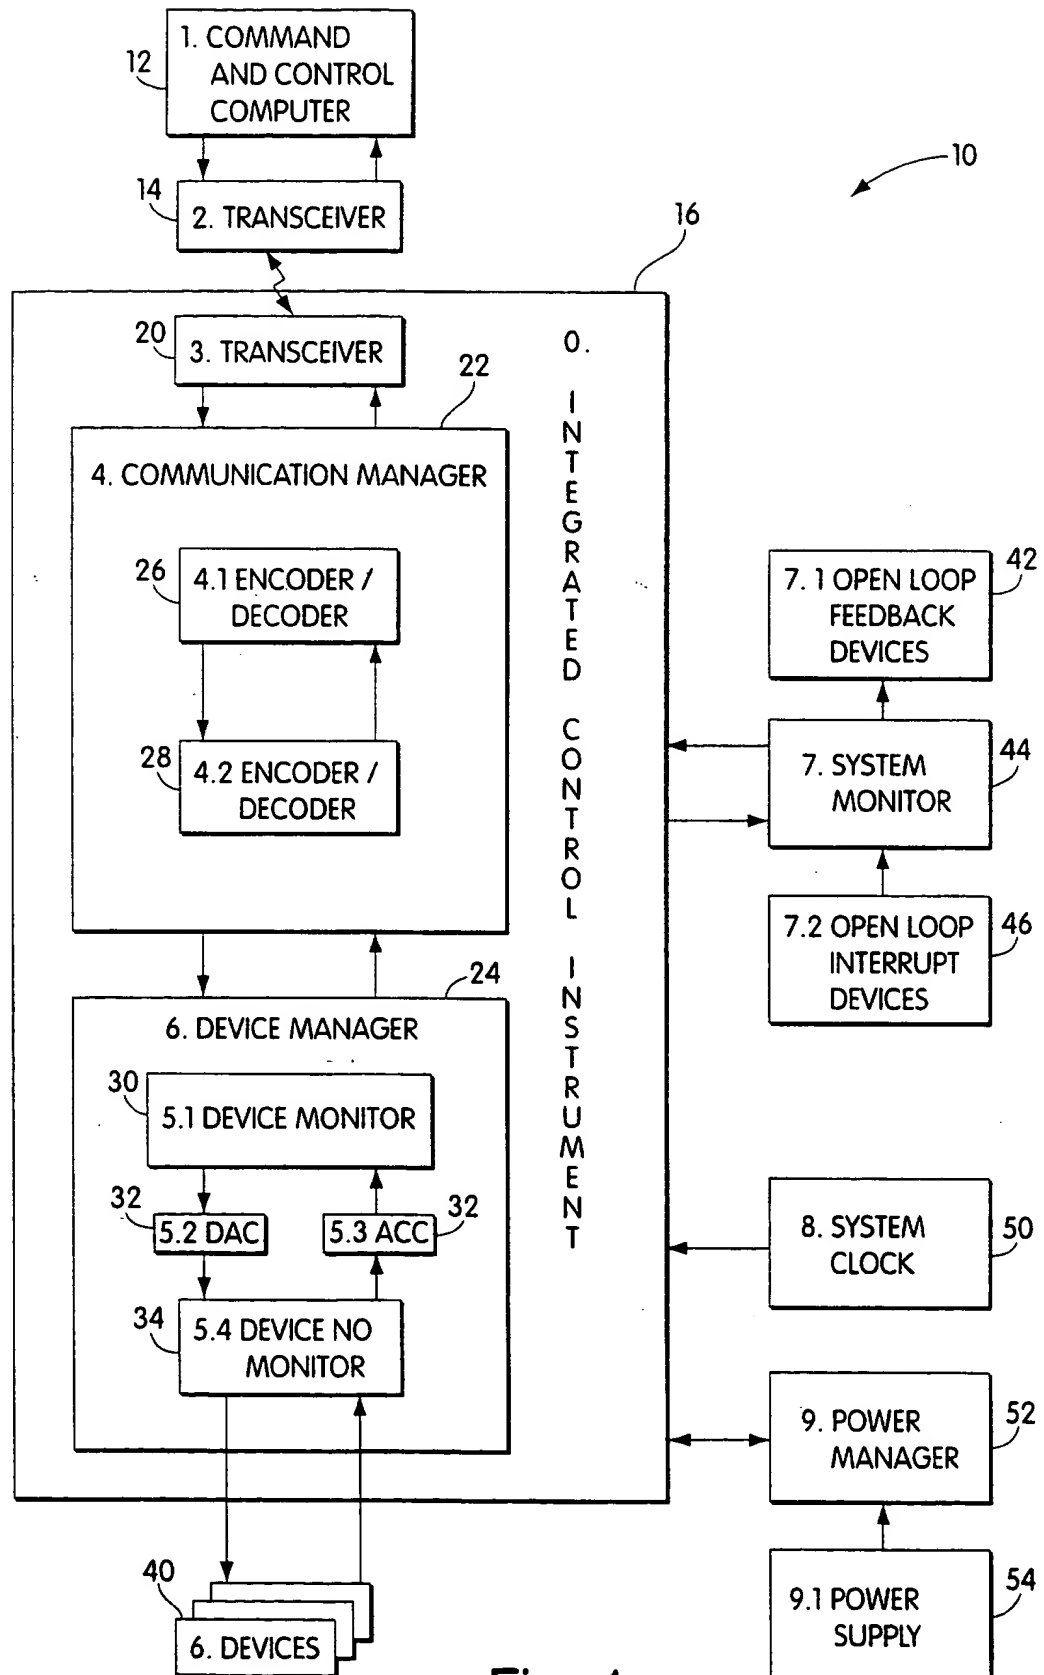 1. COMMAND
AND CONTROL
COMPUTER
12
10
14
2. TRANSCEIVER
16
20
3. TRANSCEIVER
22
0. INTEGRATED CONTROL INSTRUMENT
4. COMMUNICATION MANAGER
26
4.1 ENCODER /
DECODER
28
4.2 ENCODER /
DECODER
7.1 OPEN LOOP
FEEDBACK
DEVICES
42
7. SYSTEM
MONITOR
44
7.2 OPEN LOOP
INTERRUPT
DEVICES
46
24
6. DEVICE MANAGER
30
5.1 DEVICE MONITOR
32
5.2 DAC
5.3 ACC
32
34
5.4 DEVICE NO
MONITOR
8. SYSTEM
CLOCK
50
9. POWER
MANAGER
52
40
6. DEVICES
9.1 POWER
SUPPLY
54